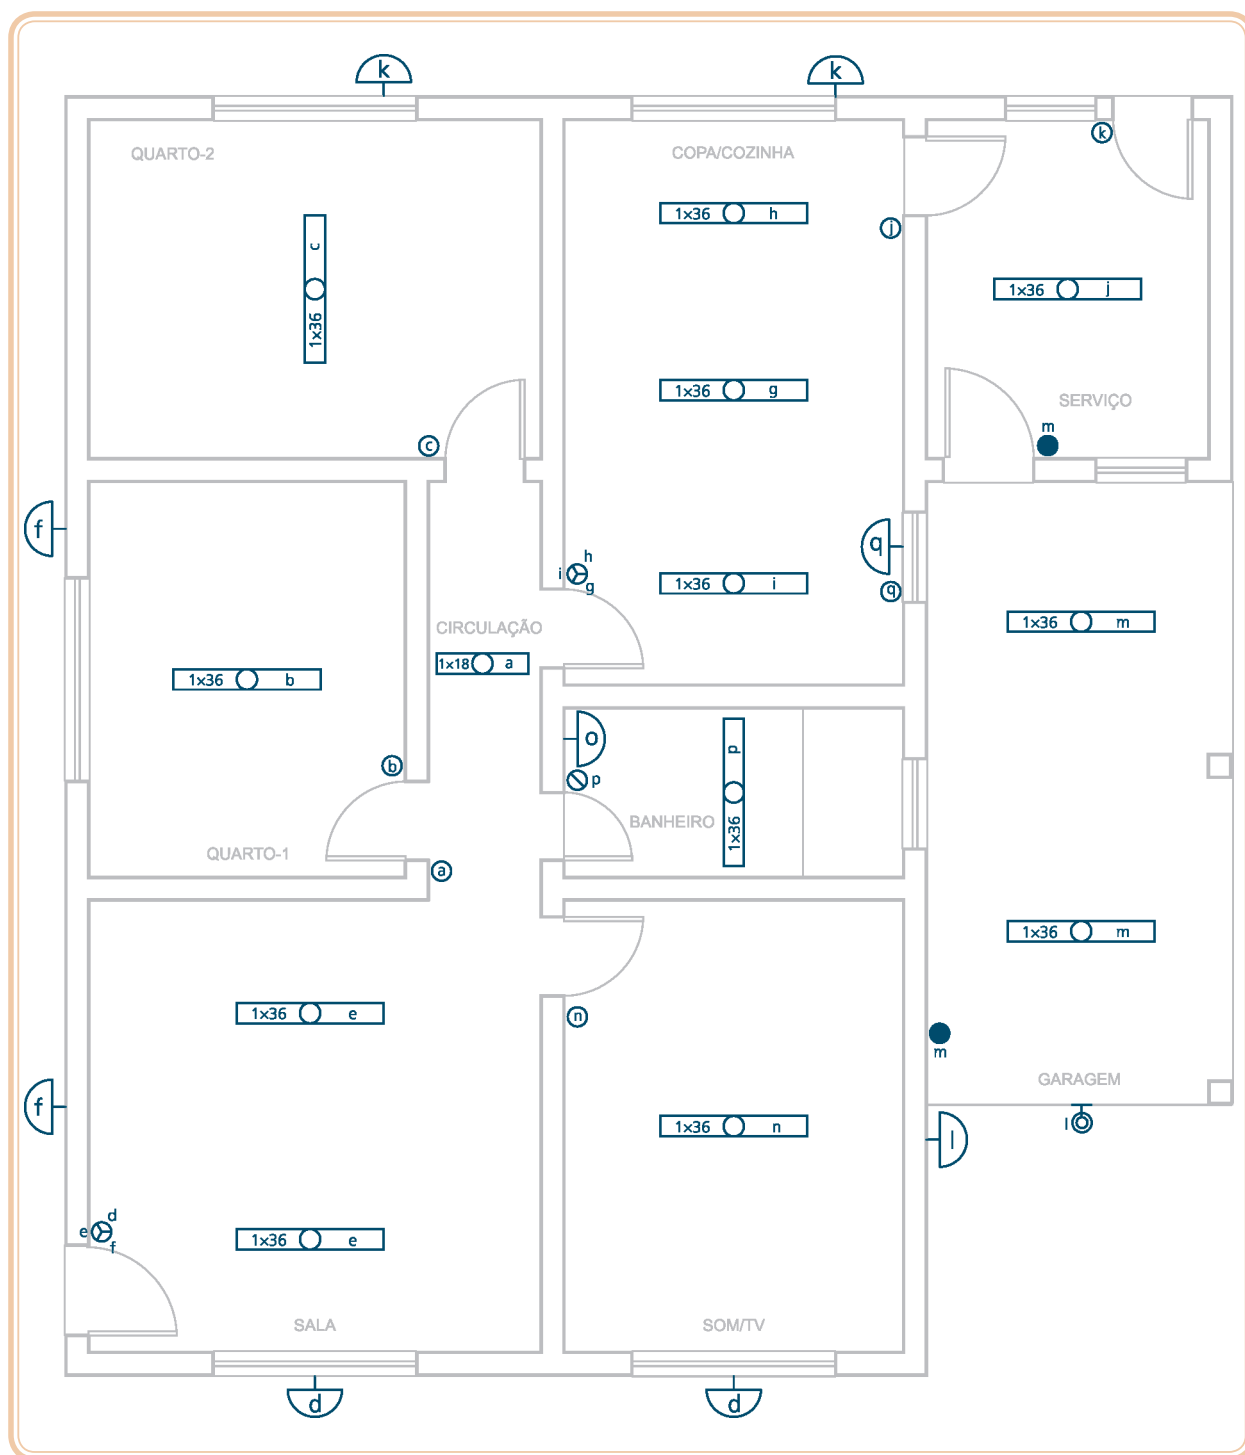 k
k
k
QUARTO-2
COPA/COZINHA
1x36 h
j
c
1x36
1x36 j
1x36 g
SERVIÇO
m
c
f
q
h
i
g
1x36 i
q
CIRCULAÇÃO
1x18 a
1x36 m
1x36 b
o
p
p
1x36
b
BANHEIRO
QUARTO-1
a
1x36 m
1x36 e
n
m
GARAGEM
f
l
l
1x36 n
d
e
f
1x36 e
SALA
SOM/TV
d
d